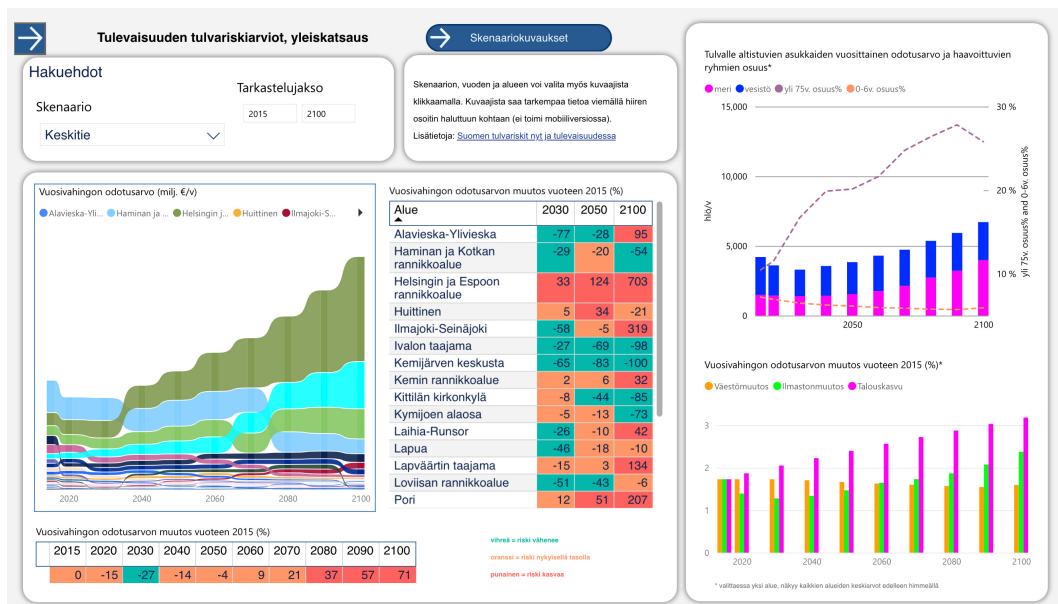 Tulevaisuuden tulvariskiarviot, yleiskatsaus
Skenaariokuvaukset
Hakuehdot
Skenaario
Keskitie
Tarkastelujakso
2015 2100
Skenaarion, vuoden ja alueen voi valita myös kuvaajista
klikkaamalla. Kuvaajista saa tarkempaa tietoa viemällä hiiren
osoitin haluttuun kohtaan (ei toimi mobiiliversiossa).
Lisätietoja: Suomen tulvariskit nyt ja tulevaisuudessa
Vuosivahingon odotusarvo (milj. €/v)
Alavieska-Yli... Haminan ja ... Helsingin j... Huittinen Ilmajoki-S...
2020 2040 2060 2080 2100
Vuosivahingon odotusarvon muutos vuoteen 2015 (%)
Alue 2030 2050 2100
Alavieska-Ylivieska -77 -28 95
Haminan ja Kotkan
rannikkoalue -29 -20 -54
Helsingin ja Espoon
rannikkoalue 33 124 703
Huittinen 5 34 -21
Ilmajoki-Seinäjoki -58 -5 319
Ivalon taajama -27 -69 -98
Kemijärven keskusta -65 -83 -100
Kemin rannikkoalue 2 6 32
Kittilän kirkonkylä -8 -44 -85
Kymijoen alaosa -5 -13 -73
Laihia-Runsor -26 -10 42
Lapua -46 -18 -10
Lapväärtin taajama -15 3 134
Loviisan rannikkoalue -51 -43 -6
Pori 12 51 207
Vuosivahingon odotusarvon muutos vuoteen 2015 (%)
2015 2020 2030 2040 2050 2060 2070 2080 2090 2100
0 -15 -27 -14 -4 9 21 37 57 71
vihreä = riski vähenee
oranssi = riski nykyisellä tasolla
punainen = riski kasvaa
Tulvalle altistuvien asukkaiden vuosittainen odotusarvo ja haavoittuvien
ryhmien osuus*
meri vesistö yli 75v. osuus% 0-6v. osuus%
15,000 30 %
10,000 20 %
5,000 10 %
0
hlö/v
yli 75v. osuus% and 0-6v. osuus%
2050 2100
Vuosivahingon odotusarvon muutos vuoteen 2015 (%)*
Väestömuutos Ilmastonmuutos Talouskasvu
3
2
1
0
2020 2040 2060 2080 2100
* valittaessa yksi alue, näkyy kaikkien alueiden keskiarvot edelleen himmeällä